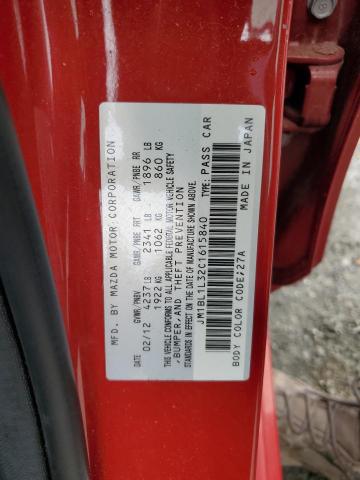 MFD. BY MAZDA MOTOR CORPORATION
GVWR/PNBV GAWR/PNBE FRT GAWR/PNBE RR
02/12 4237 LB 2341 LB 1896 LB
1922 KG 1062 KG 860 KG
THIS VEHICLE CONFORMS TO ALL APPLICABLE FEDERAL MOTOR VEHICLE SAFETY
,BUMPER,AND THEFT PREVENTION
STANDARDS IN EFFECT ON THE DATE OF MANUFACTURE SHOWN ABOVE.
JM1BL1L32C1615840 TYPE: PASS CAR
BODY COLOR CODE;27A MADE IN JAPAN